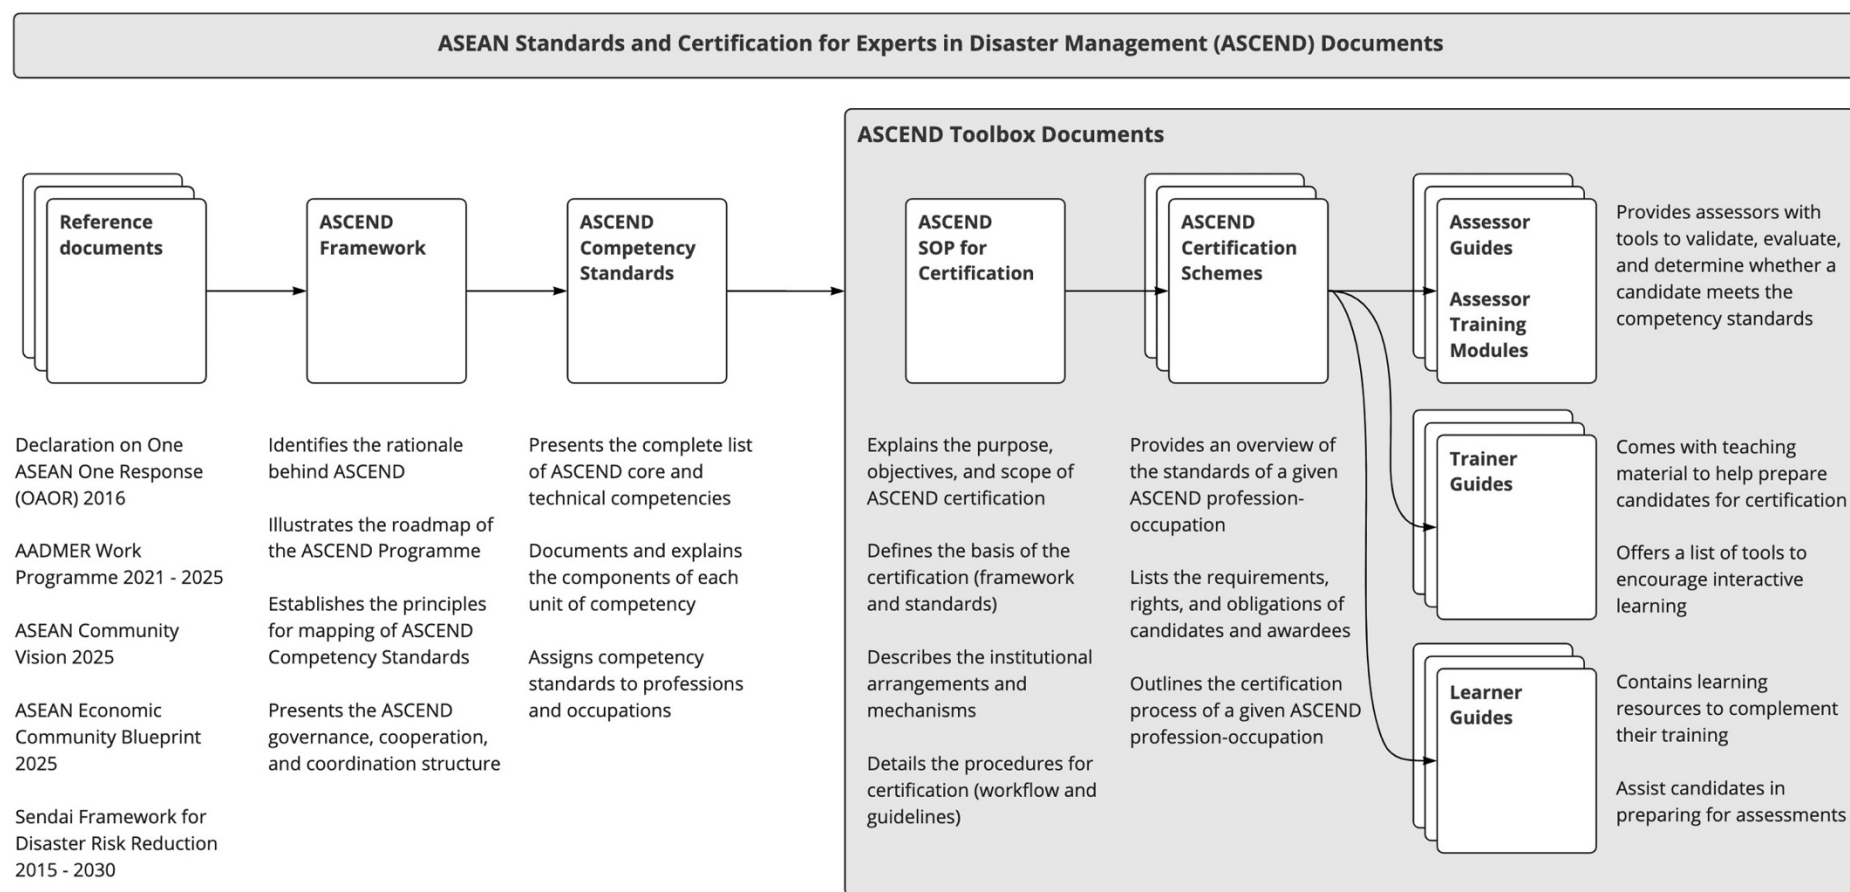 ASEAN Standards and Certification for Experts in Disaster Management (ASCEND) Documents
Reference
documents
Declaration on One
ASEAN One Response
(OAOR) 2016
AADMER Work
Programme 2021 - 2025
ASEAN Community
Vision 2025
ASEAN Economic
Community Blueprint
2025
Sendai Framework for
Disaster Risk Reduction
2015 - 2030
ASCEND
Framework
Identifies the rationale
behind ASCEND
Illustrates the roadmap of
the ASCEND Programme
Establishes the principles
for mapping of ASCEND
Competency Standards
Presents the ASCEND
governance, cooperation,
and coordination structure
ASCEND
Competency
Standards
Presents the complete list
of ASCEND core and
technical competencies
Documents and explains
the components of each
unit of competency
Assigns competency
standards to professions
and occupations
ASCEND Toolbox Documents
ASCEND
SOP for
Certification
Explains the purpose,
objectives, and scope of
ASCEND certification
Defines the basis of the
certification (framework
and standards)
Describes the institutional
arrangements and
mechanisms
Details the procedures for
certification (workflow and
guidelines)
ASCEND
Certification
Schemes
Provides an overview of
the standards of a given
ASCEND profession-
occupation
Lists the requirements,
rights, and obligations of
candidates and awardees
Outlines the certification
process of a given ASCEND
profession-occupation
Assessor
Guides
Assessor
Training
Modules
Provides assessors with
tools to validate, evaluate,
and determine whether a
candidate meets the
competency standards
Trainer
Guides
Comes with teaching
material to help prepare
candidates for certification
Offers a list of tools to
encourage interactive
learning
Learner
Guides
Contains learning
resources to complement
their training
Assist candidates in
preparing for assessments